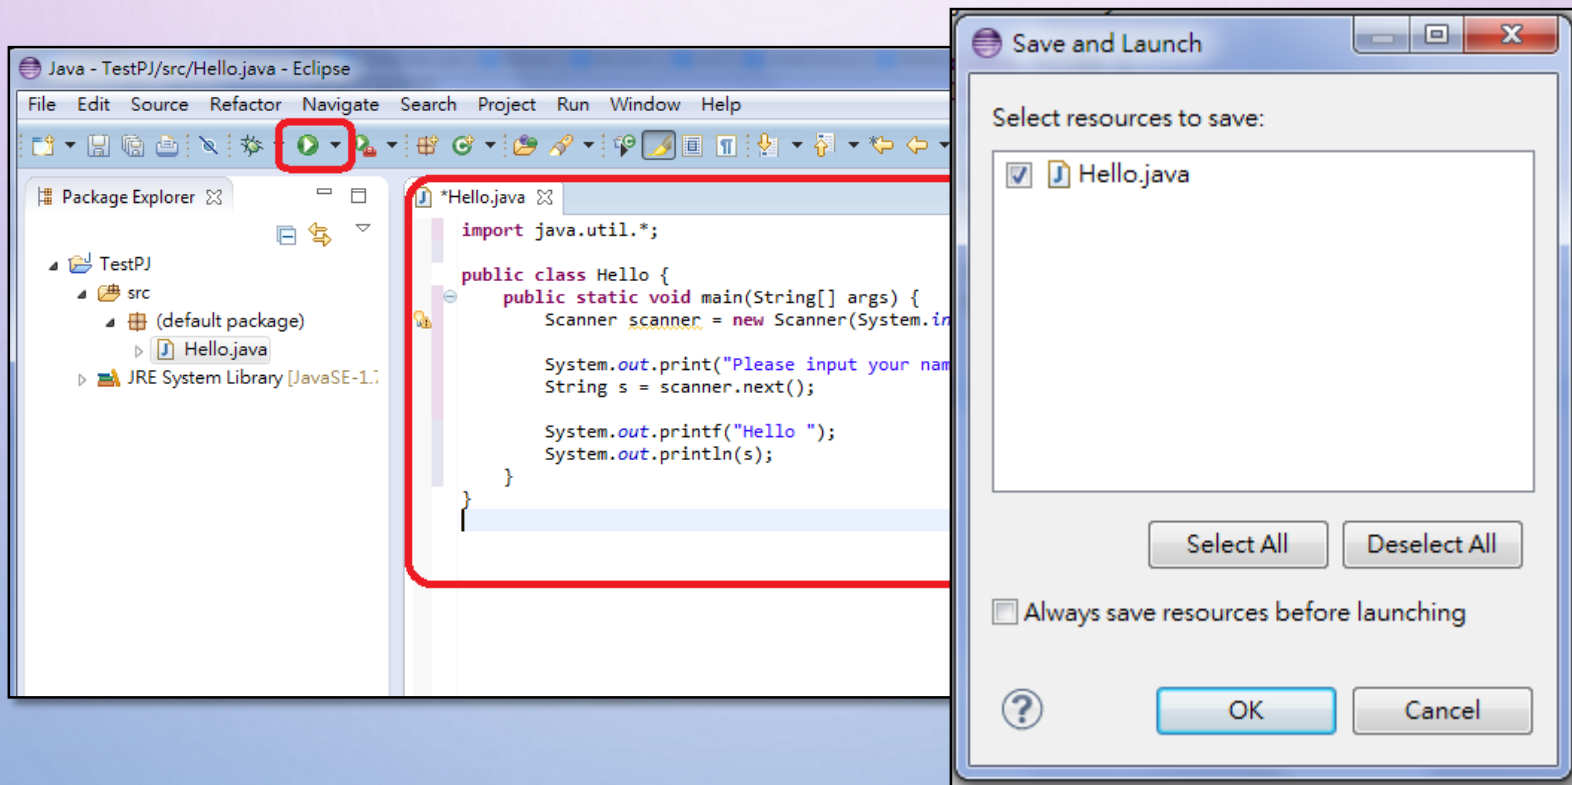 Java - TestPJ/src/Hello.java - Eclipse
File Edit Source Refactor Navigate Search Project Run Window Help
Package Explorer
TestPJ
src
(default package)
Hello.java
JRE System Library [JavaSE-1.
*Hello.java
import java.util.*;
public class Hello {
public static void main(String[] args) {
Scanner scanner = new Scanner(System.in
System.out.print("Please input your nam
String s = scanner.next();
System.out.printf("Hello ");
System.out.println(s);
}
}
Save and Launch
Select resources to save:
Hello.java
Select All Deselect All
Always save resources before launching
OK Cancel